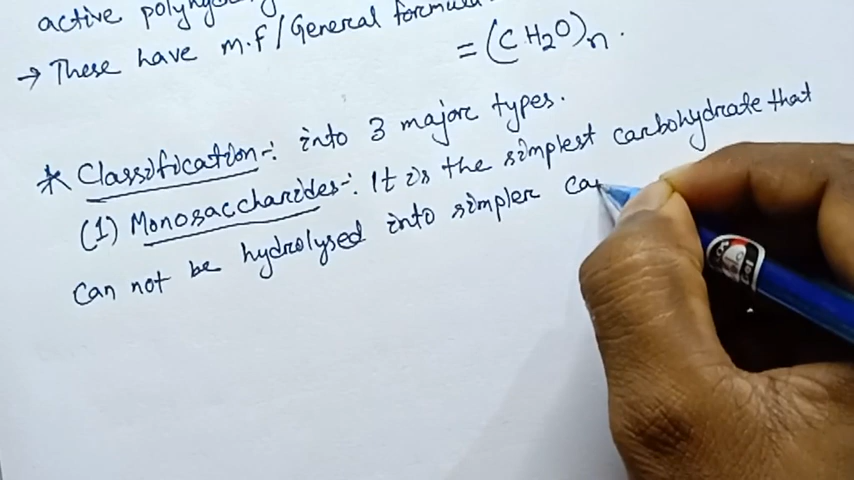 active polyhydroxy
→ These have m.f/General formula
= (CH₂O)n.
* Classification:- into 3 major types.
(1) Monosaccharides:- It is the simplest carbohydrate that
can not be hydrolysed into simpler ca